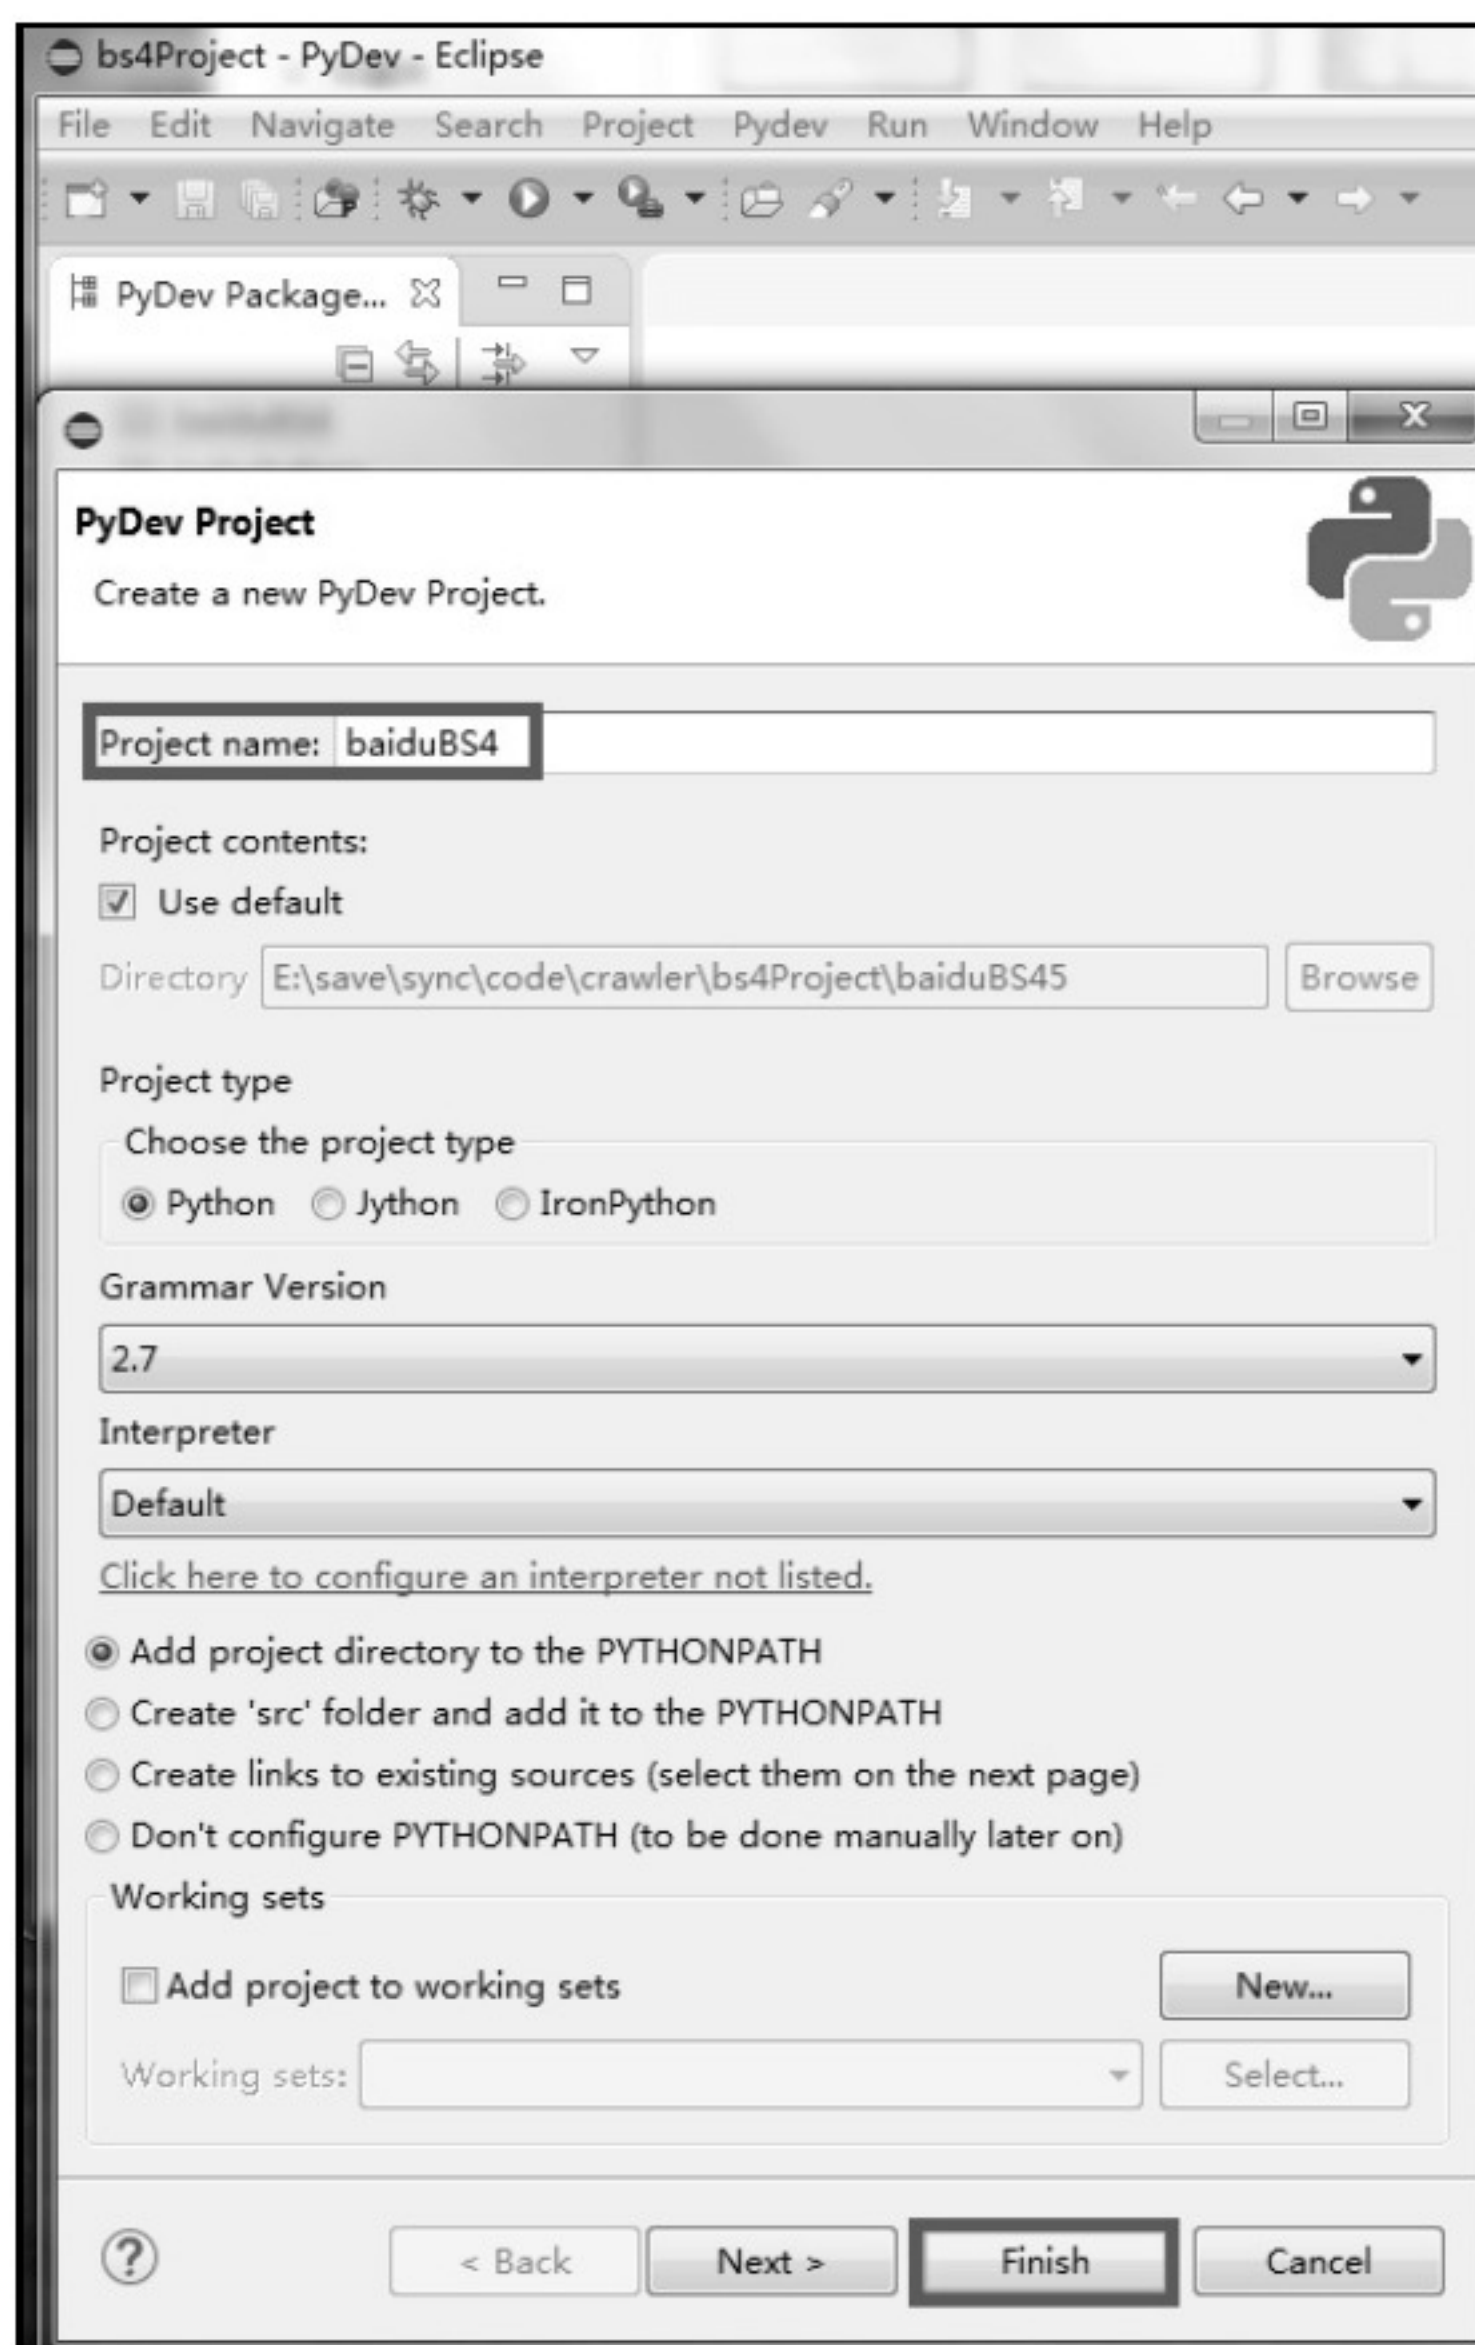 bs4Project - PyDev - Eclipse
File Edit Navigate Search Project Pydev Run Window Help
PyDev Package...
PyDev Project
Create a new PyDev Project.
Project name: baiduBS4
Project contents:
Use default
Directory E:\save\sync\code\crawler\bs4Project\baiduBS45 Browse
Project type
Choose the project type
Python Jython IronPython
Grammar Version
2.7
Interpreter
Default
Click here to configure an interpreter not listed.
Add project directory to the PYTHONPATH
Create 'src' folder and add it to the PYTHONPATH
Create links to existing sources (select them on the next page)
Don't configure PYTHONPATH (to be done manually later on)
Working sets
Add project to working sets New...
Working sets: Select...
? < Back Next > Finish Cancel